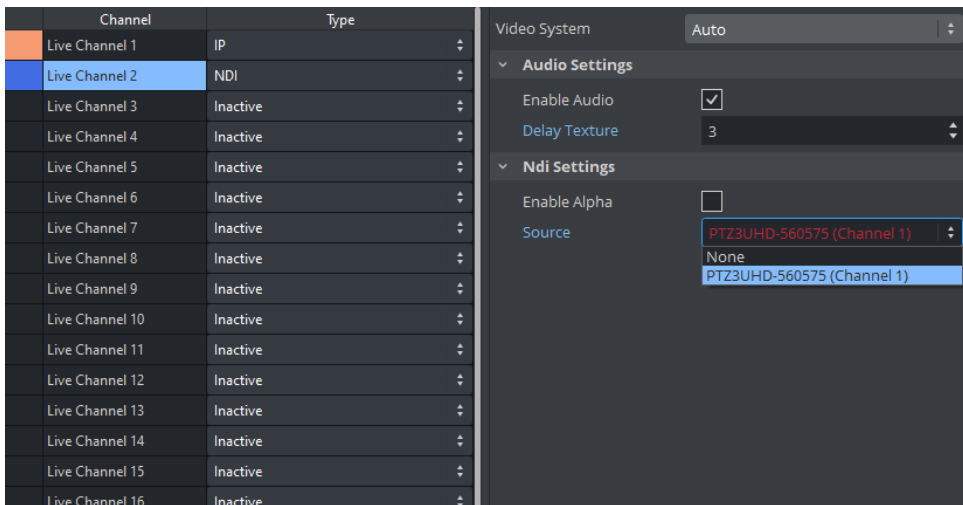 Channel Type
Live Channel 1 IP
Live Channel 2 NDI
Live Channel 3 Inactive
Live Channel 4 Inactive
Live Channel 5 Inactive
Live Channel 6 Inactive
Live Channel 7 Inactive
Live Channel 8 Inactive
Live Channel 9 Inactive
Live Channel 10 Inactive
Live Channel 11 Inactive
Live Channel 12 Inactive
Live Channel 13 Inactive
Live Channel 14 Inactive
Live Channel 15 Inactive
Live Channel 16 Inactive
Video System Auto
Audio Settings
Enable Audio
Delay Texture 3
Ndi Settings
Enable Alpha
Source PTZ3UHD-560575 (Channel 1)
None
PTZ3UHD-560575 (Channel 1)